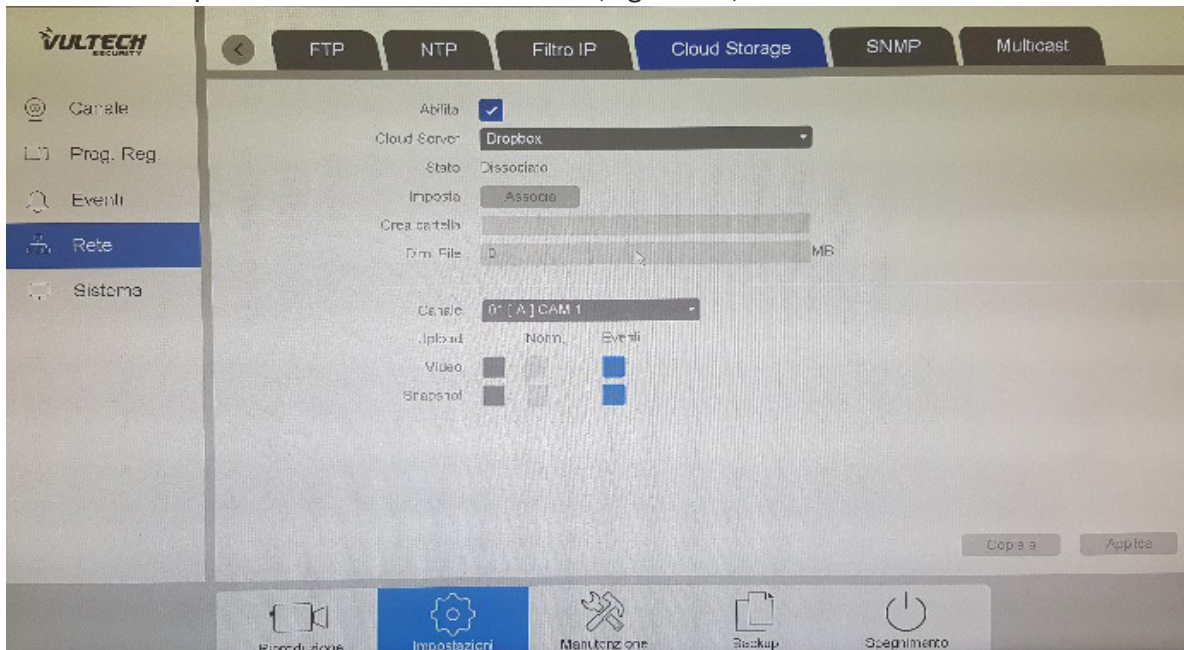 VULTECH
SECURITY
FTP
NTP
Filtro IP
Cloud Storage
SNMP
Multicast
Canale
Prog. Reg.
Eventi
Rete
Sistema
Abilita
Cloud Server Dropbox
Stato Dissociato
Imposta Associa
Crea cartella
Dim. File 0 MB
Canale 01 [ A ] CAM 1
Upload Norm. Eventi
Video
Snapshot
Copia a Applica
Riproduzione Impostazioni Manutenzione Backup Spegnimento